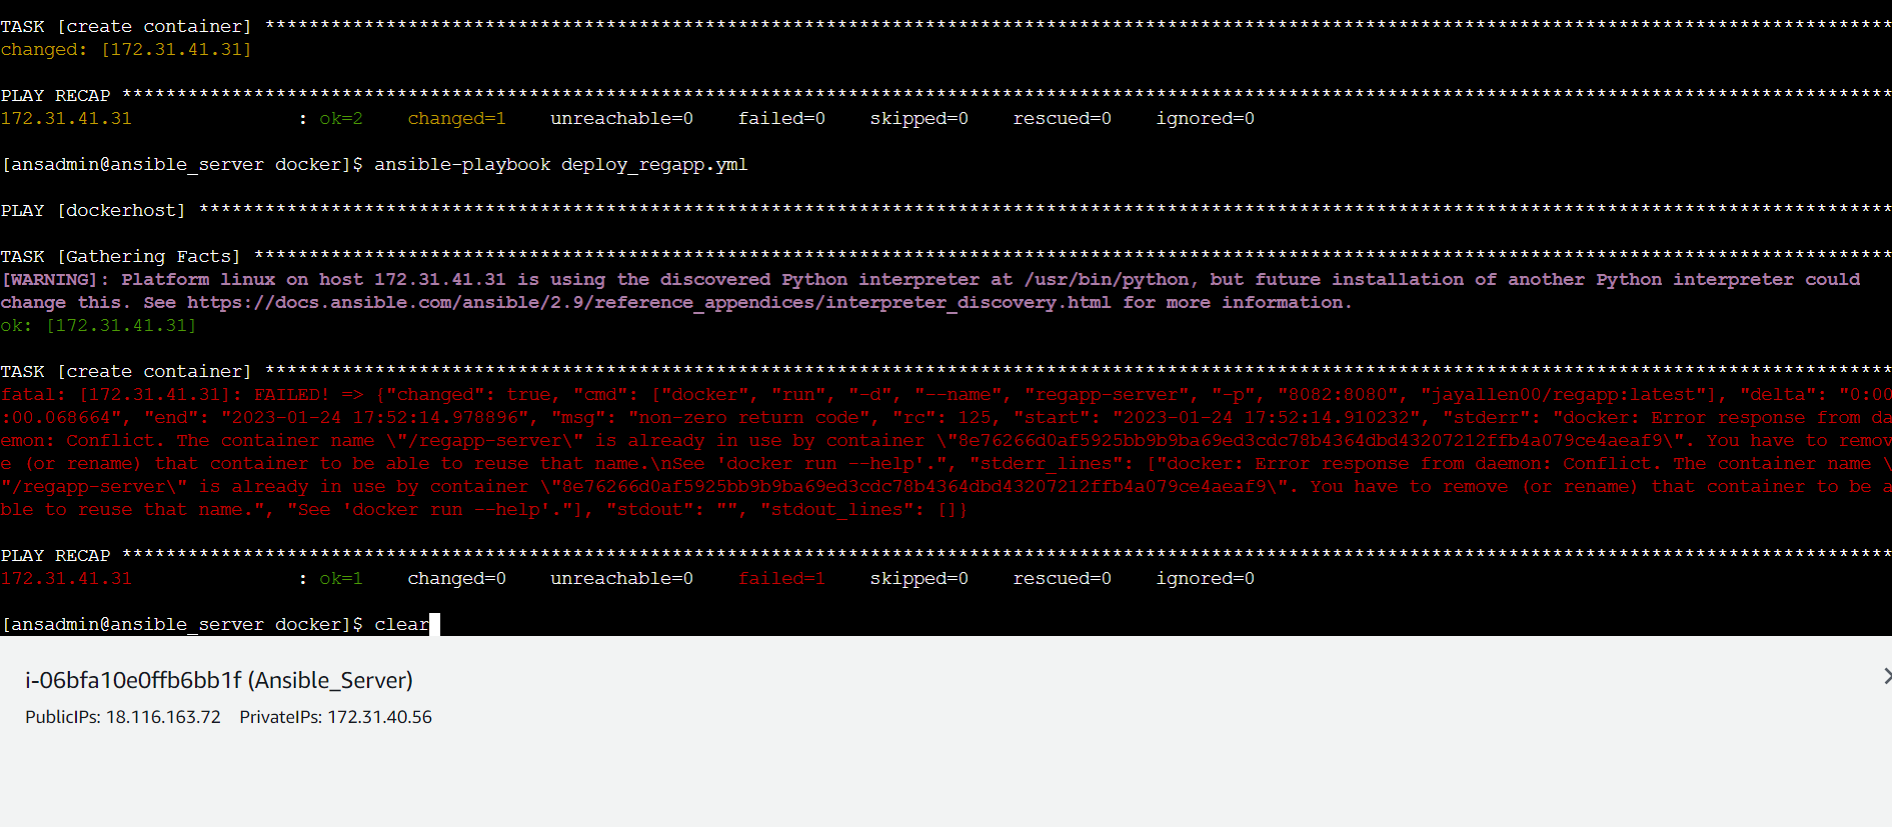 TASK [create container] ****************************************************************************************************************************************************
changed: [172.31.41.31]
PLAY RECAP *****************************************************************************************************************************************************************
172.31.41.31               : ok=2    changed=1    unreachable=0    failed=0    skipped=0    rescued=0    ignored=0
[ansadmin@ansible_server docker]$ ansible-playbook deploy_regapp.yml
PLAY [dockerhost] **********************************************************************************************************************************************************
TASK [Gathering Facts] *****************************************************************************************************************************************************
[WARNING]: Platform linux on host 172.31.41.31 is using the discovered Python interpreter at /usr/bin/python, but future installation of another Python interpreter could
change this. See https://docs.ansible.com/ansible/2.9/reference_appendices/interpreter_discovery.html for more information.
ok: [172.31.41.31]
TASK [create container] ****************************************************************************************************************************************************
fatal: [172.31.41.31]: FAILED! => {"changed": true, "cmd": ["docker", "run", "-d", "--name", "regapp-server", "-p", "8082:8080", "jayallen00/regapp:latest"], "delta": "0:00
:00.068664", "end": "2023-01-24 17:52:14.978896", "msg": "non-zero return code", "rc": 125, "start": "2023-01-24 17:52:14.910232", "stderr": "docker: Error response from da
emon: Conflict. The container name \"/regapp-server\" is already in use by container \"8e76266d0af5925bb9b9ba69ed3cdc78b4364dbd43207212ffb4a079ce4aeaf9\". You have to remov
e (or rename) that container to be able to reuse that name.\nSee 'docker run --help'.", "stderr_lines": ["docker: Error response from daemon: Conflict. The container name \
"/regapp-server\" is already in use by container \"8e76266d0af5925bb9b9ba69ed3cdc78b4364dbd43207212ffb4a079ce4aeaf9\". You have to remove (or rename) that container to be a
ble to reuse that name.", "See 'docker run --help'."], "stdout": "", "stdout_lines": []}
PLAY RECAP *****************************************************************************************************************************************************************
172.31.41.31               : ok=1    changed=0    unreachable=0    failed=1    skipped=0    rescued=0    ignored=0
[ansadmin@ansible_server docker]$ clear
i-06bfa10e0ffb6bb1f (Ansible_Server)
PublicIPs: 18.116.163.72    PrivateIPs: 172.31.40.56